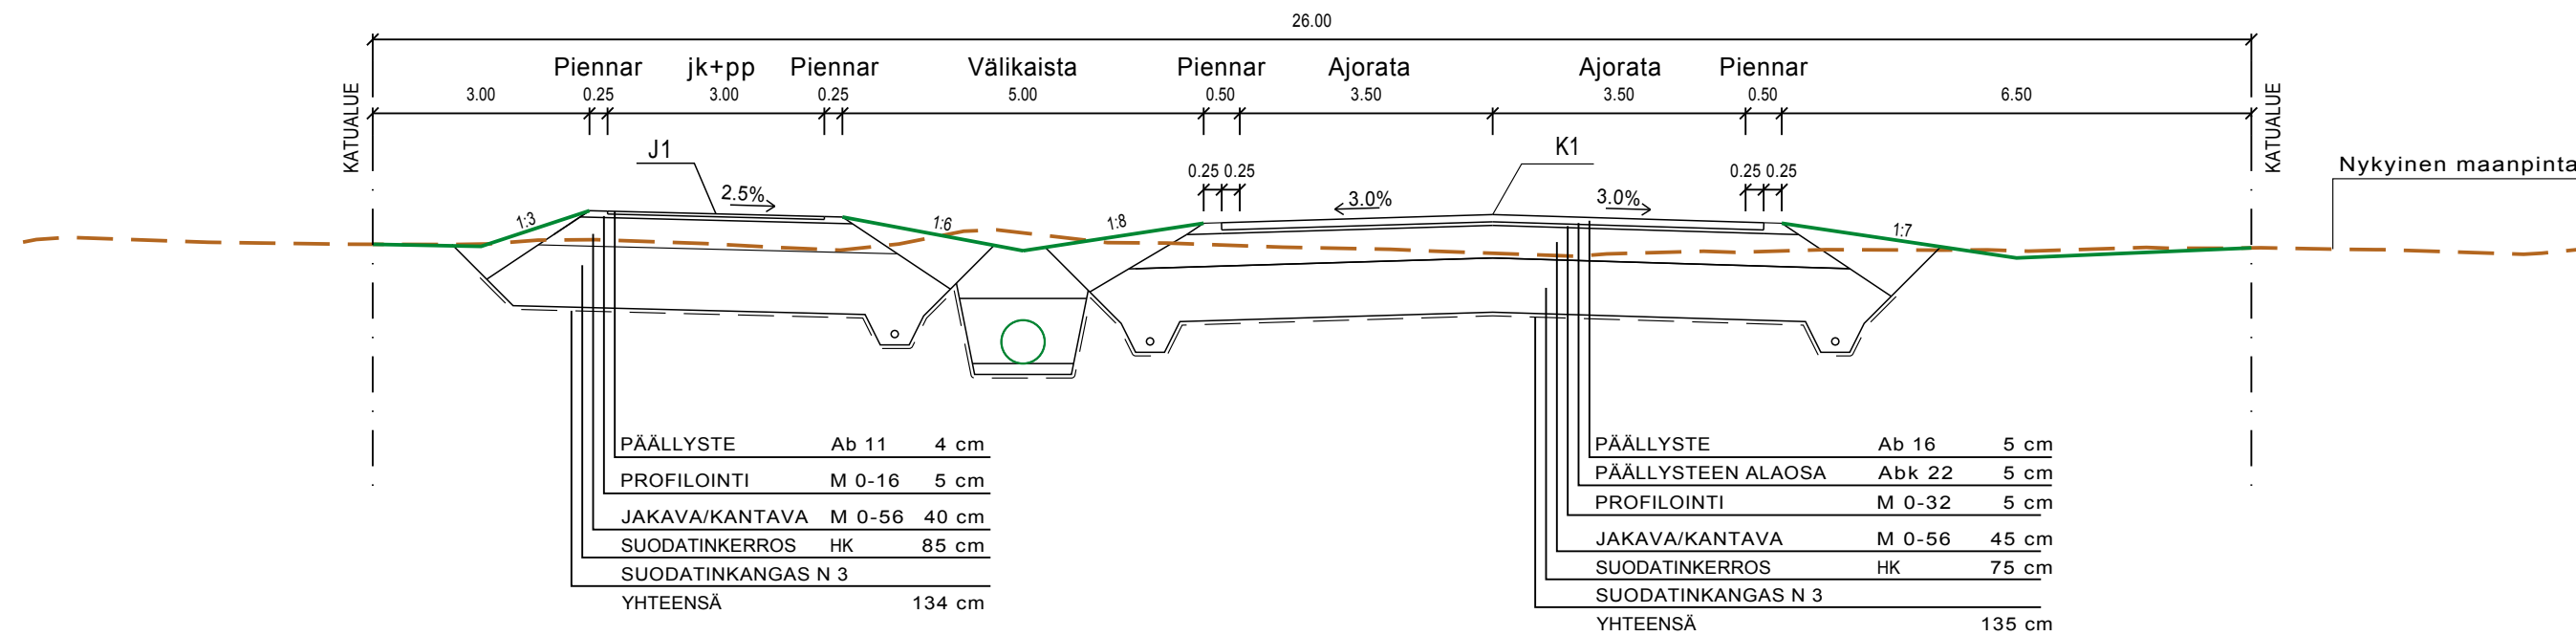 26.00
Piennar jk+pp Piennar Välikaista Piennar Ajorata Ajorata Piennar
3.00 0.25 3.00 0.25 5.00 0.50 3.50 3.50 0.50 6.50
KATUALUE
KATUALUE
J1
K1
Nykyinen maanpinta
0.25 0.25
0.25 0.25
2.5%
3.0%
3.0%
1:3
1:6
1:8
1:7
PÄÄLLYSTE Ab 11 4 cm
PROFILOINTI M 0-16 5 cm
JAKAVA/KANTAVA M 0-56 40 cm
SUODATINKERROS HK 85 cm
SUODATINKANGAS N 3
YHTEENSÄ 134 cm
PÄÄLLYSTE Ab 16 5 cm
PÄÄLLYSTEEN ALAOSA Abk 22 5 cm
PROFILOINTI M 0-32 5 cm
JAKAVA/KANTAVA M 0-56 45 cm
SUODATINKERROS HK 75 cm
SUODATINKANGAS N 3
YHTEENSÄ 135 cm